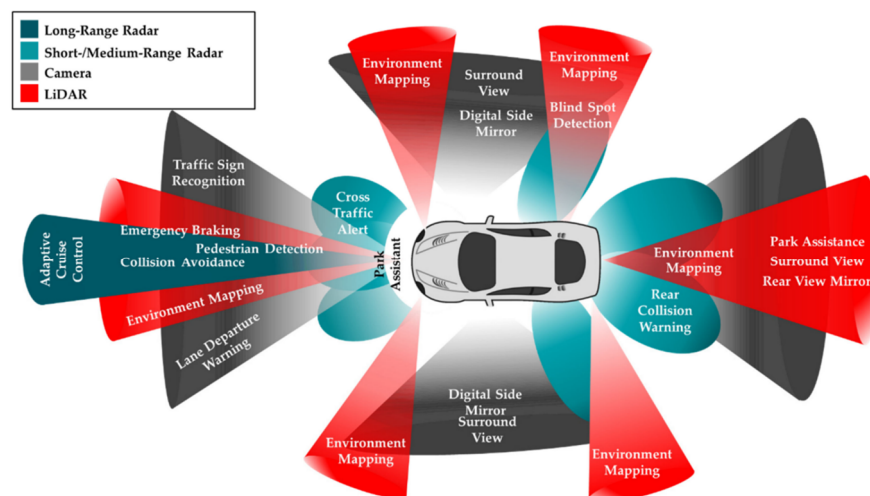 Long-Range Radar
Short-/Medium-Range Radar
Camera
LiDAR
Environment
Mapping
Surround
View
Digital Side
Mirror
Environment
Mapping
Blind Spot
Detection
Traffic Sign
Recognition
Cross
Traffic
Alert
Adaptive
Cruise
Control
Emergency Braking
Pedestrian Detection
Collision Avoidance
Environment Mapping
Lane Departure
Warning
Park
Assistant
Environment
Mapping
Park Assistance
Surround View
Rear View Mirror
Rear
Collision
Warning
Environment
Mapping
Digital Side
Mirror
Surround
View
Environment
Mapping